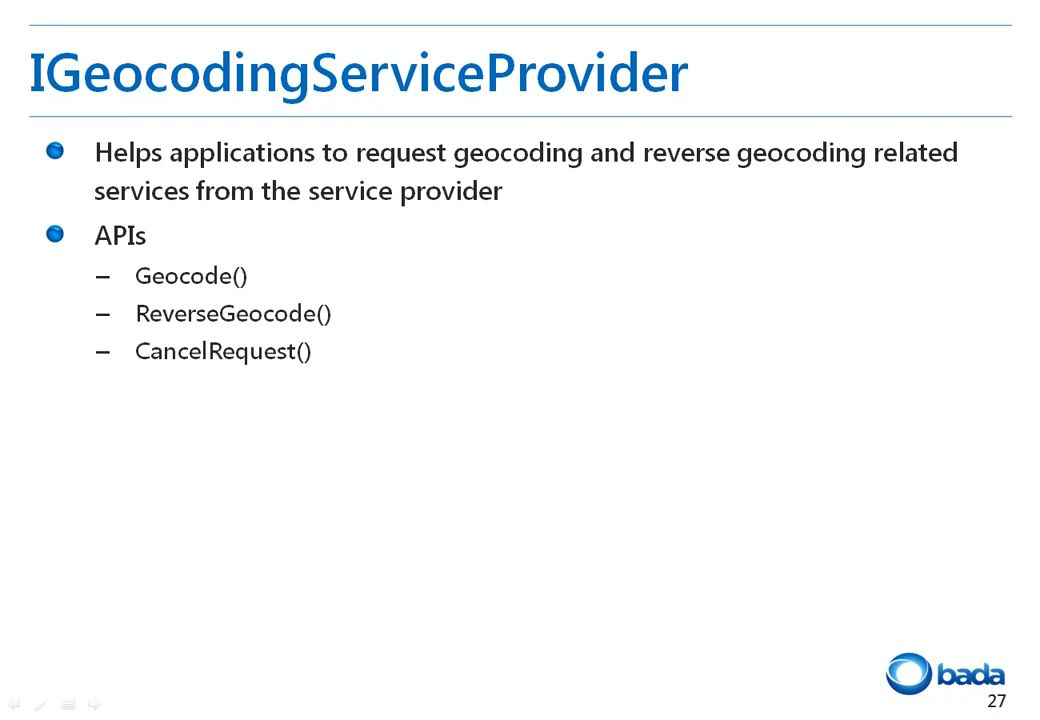 IGeocodingServiceProvider
Helps applications to request geocoding and reverse geocoding related
services from the service provider
APIs
– Geocode()
– ReverseGeocode()
– CancelRequest()
bada
27